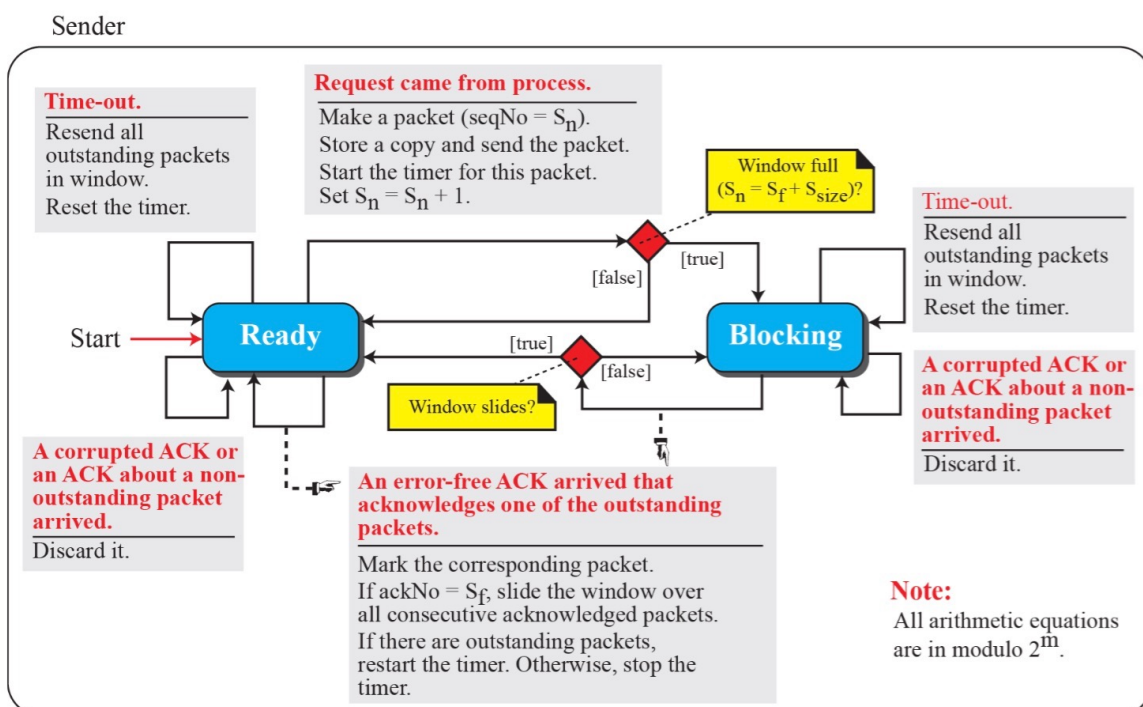 Sender
Time-out.
Resend all
outstanding packets
in window.
Reset the timer.
Request came from process.
Make a packet (seqNo = Sn).
Store a copy and send the packet.
Start the timer for this packet.
Set Sn = Sn + 1.
Window full
(Sn = Sf + Ssize)?
Time-out.
Resend all
outstanding packets
in window.
Reset the timer.
[true]
[false]
Start
Ready
Blocking
[true]
[false]
Window slides?
A corrupted ACK or
an ACK about a non-
outstanding packet
arrived.
Discard it.
A corrupted ACK or
an ACK about a non-
outstanding packet
arrived.
Discard it.
An error-free ACK arrived that
acknowledges one of the outstanding
packets.
Mark the corresponding packet.
If ackNo = Sf, slide the window over
all consecutive acknowledged packets.
If there are outstanding packets,
restart the timer. Otherwise, stop the
timer.
Note:
All arithmetic equations
are in modulo 2^m.